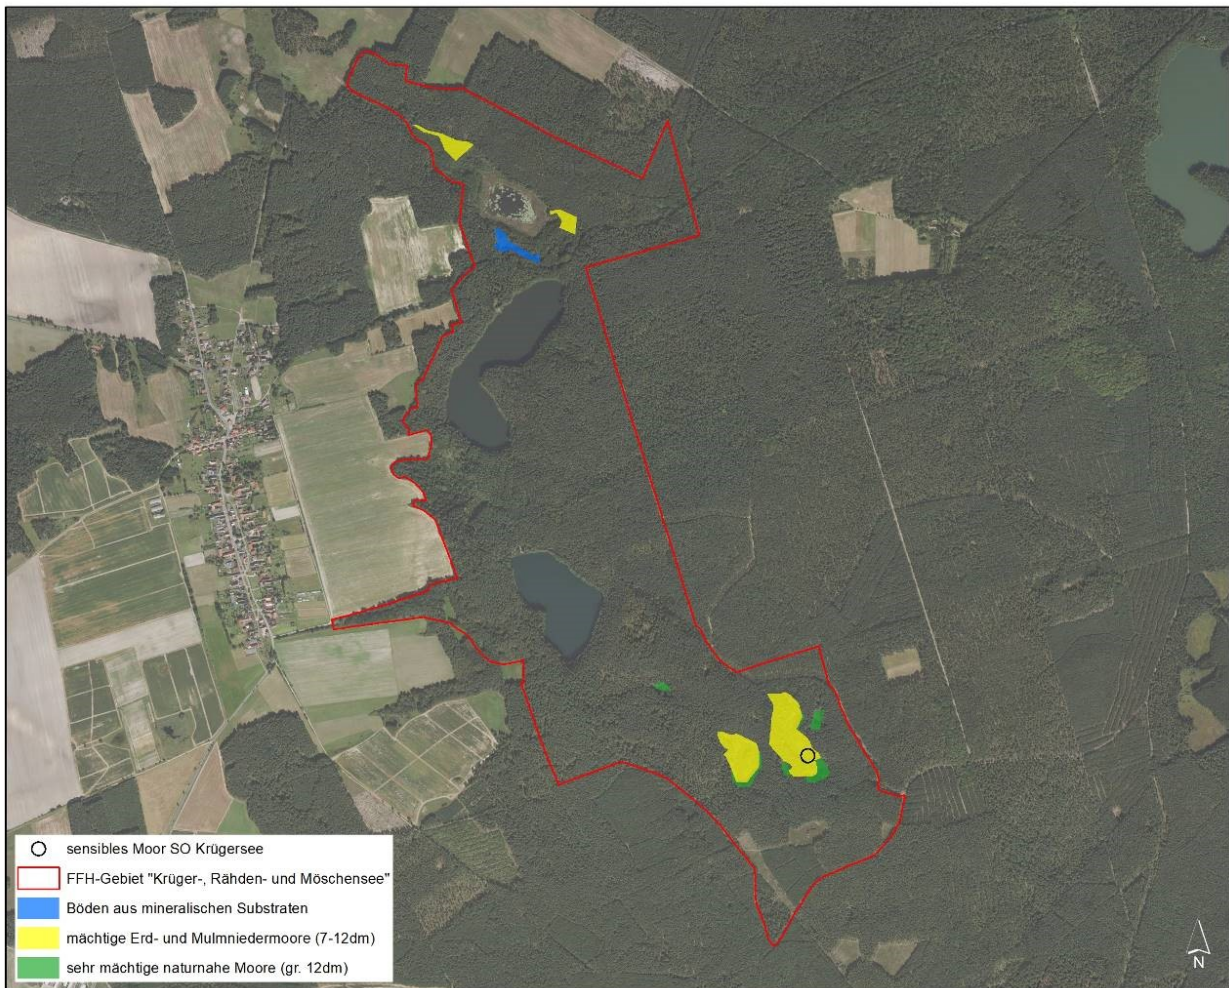 sensibles Moor SO Krügersee
FFH-Gebiet "Krüger-, Rähden- und Möschensee"
Böden aus mineralischen Substraten
mächtige Erd- und Mulmniedermoore (7-12dm)
sehr mächtige naturnahe Moore (gr. 12dm)
N